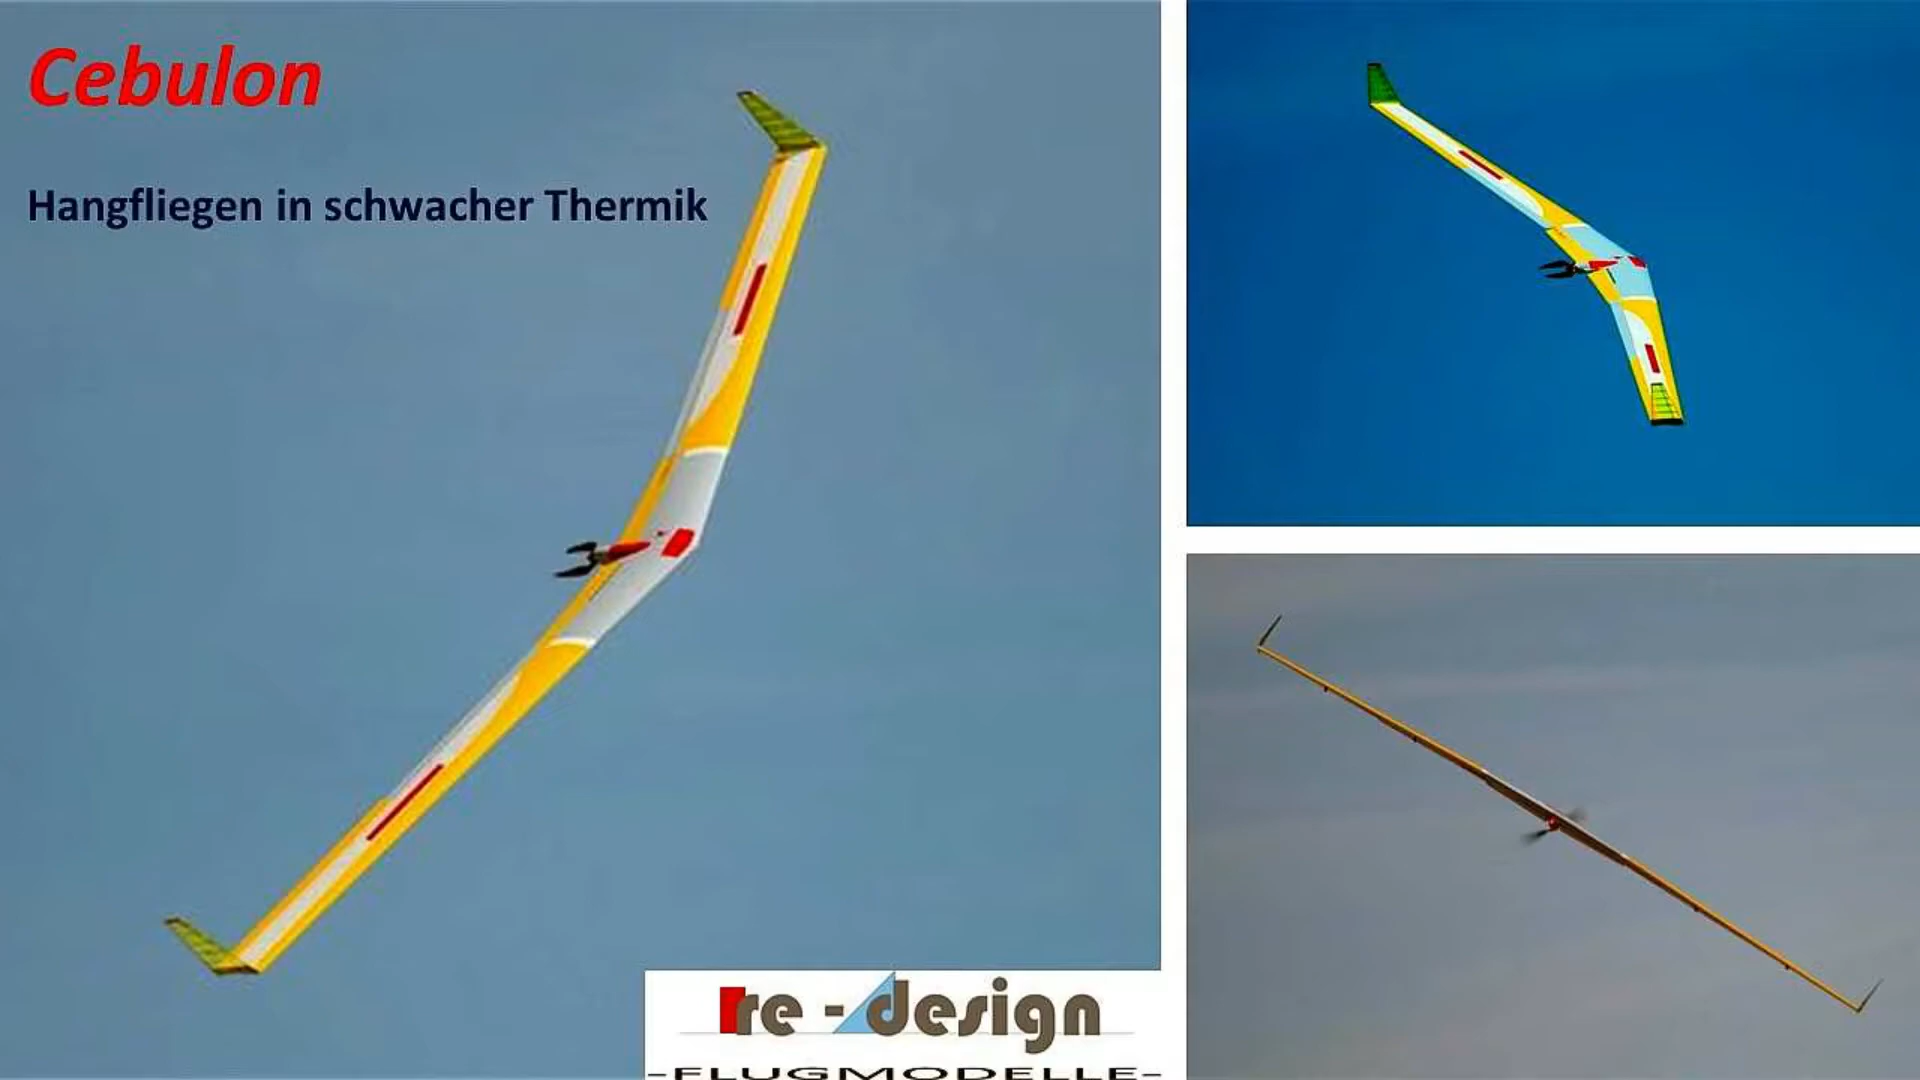 Cebulon
Hangfliegen in schwacher Thermik
re-design
-FLUGMODELLE-